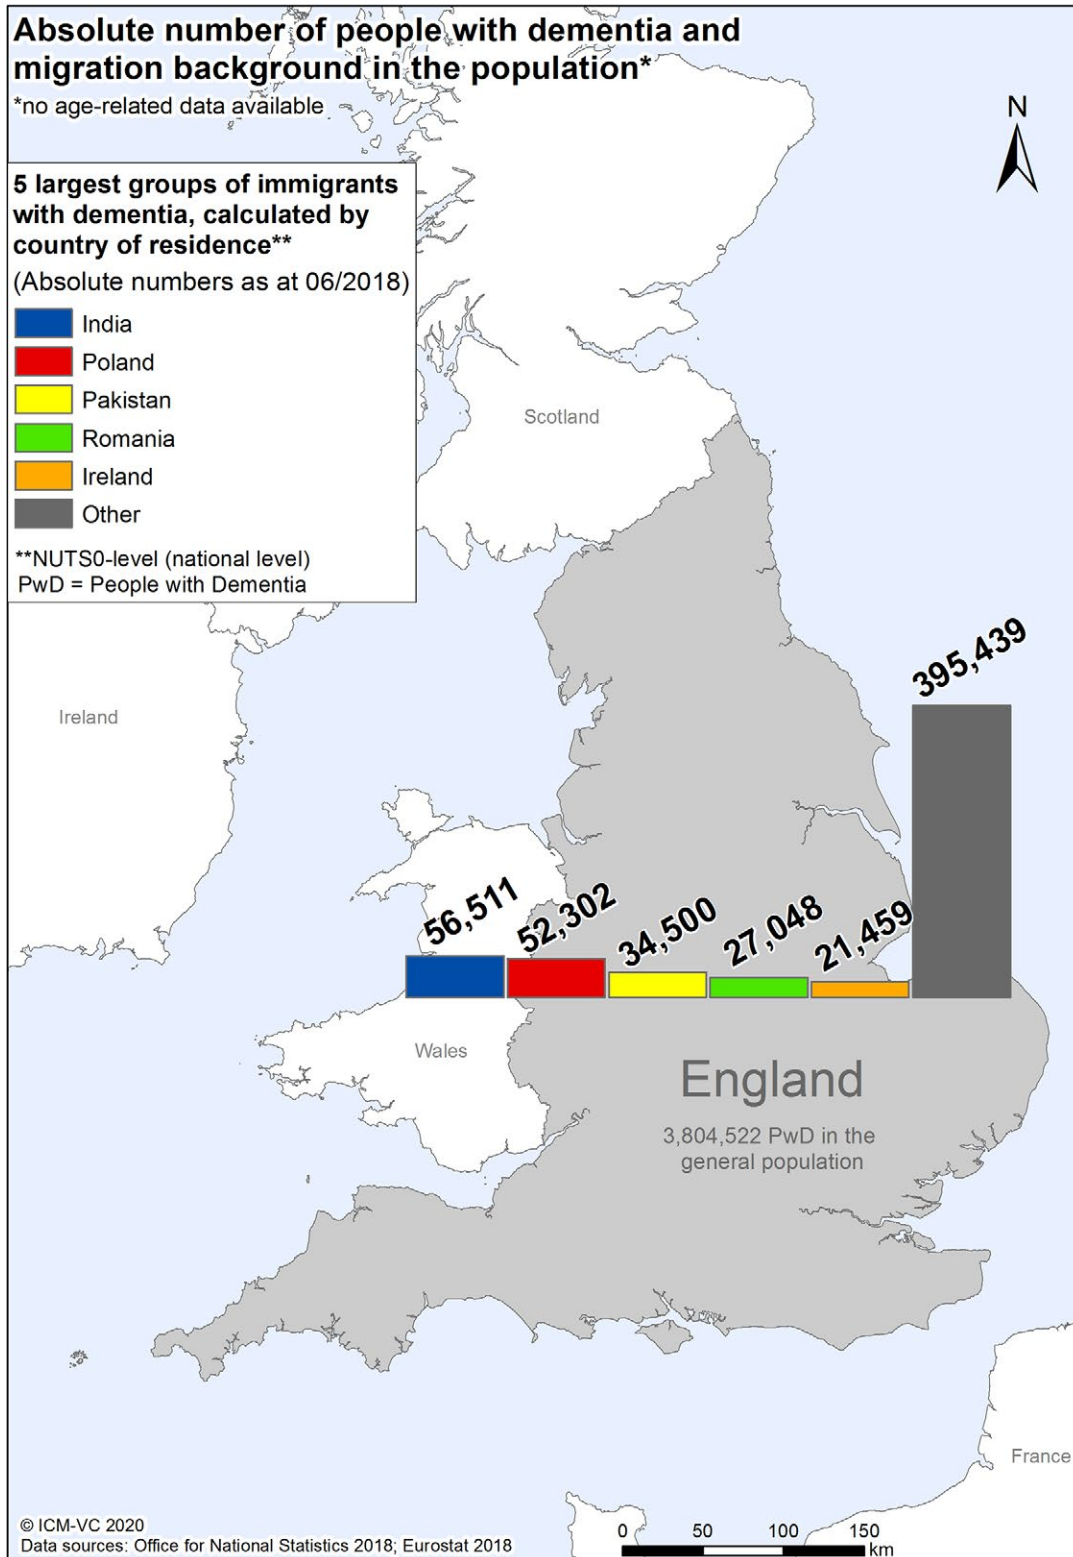 Absolute number of people with dementia and
migration background in the population*
*no age-related data available
N
5 largest groups of immigrants
with dementia, calculated by
country of residence**
(Absolute numbers as at 06/2018)
India
Poland
Pakistan
Romania
Ireland
Other
**NUTS0-level (national level)
PwD = People with Dementia
Scotland
Ireland
395,439
56,511
52,302
34,500
27,048
21,459
Wales
England
3,804,522 PwD in the
general population
France
© ICM-VC 2020
Data sources: Office for National Statistics 2018; Eurostat 2018
0 50 100 150
km